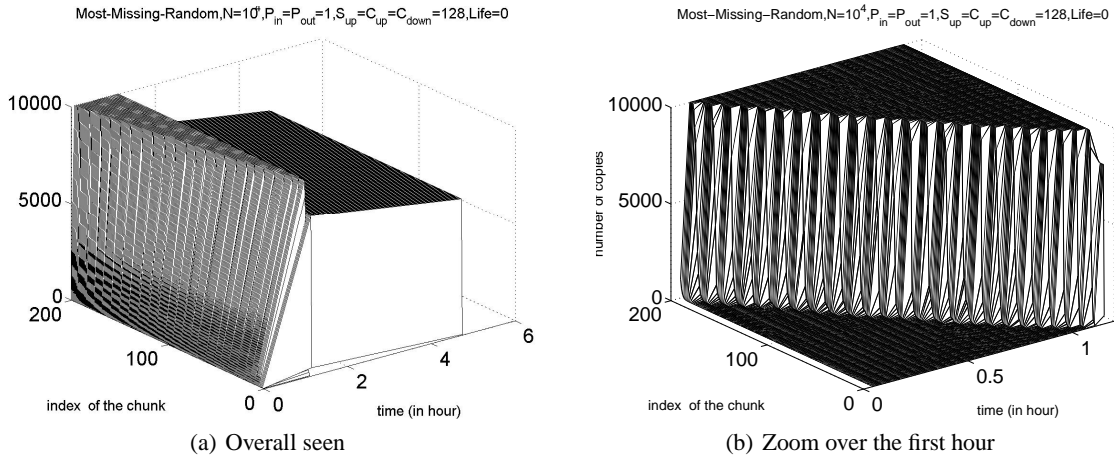 Most-Missing-Random,N=10⁴,P_in=P_out=1,S_up=C_up=C_down=128,Life=0
10000
5000
0
200
100
0
0
2
4
6
index of the chunk
time (in hour)
(a) Overall seen
Most–Missing–Random,N=10⁴,P_in=P_out=1,S_up=C_up=C_down=128,Life=0
10000
5000
0
number of copies
200
100
0
0
0.5
1
index of the chunk
time (in hour)
(b) Zoom over the first hour